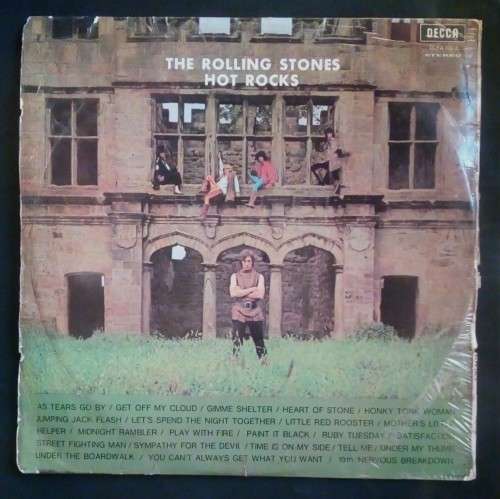 DECCA
STEREO
THE ROLLING STONES
HOT ROCKS
AS TEARS GO BY / GET OFF MY CLOUD / GIMME SHELTER / HEART OF STONE / HONKY TONK WOMAN
JUMPING JACK FLASH / LET'S SPEND THE NIGHT TOGETHER / LITTLE RED ROOSTER / MOTHER'S
HELPER / MIDNIGHT RAMBLER / PLAY WITH FIRE / PAINT IT BLACK / RUBY TUESDAY / SATISFACTION
STREET FIGHTING MAN / SYMPATHY FOR THE DEVIL / TIME IS ON MY SIDE / TELL ME / UNDER MY THUMB
UNDER THE BOARDWALK / YOU CAN'T ALWAYS GET WHAT YOU WANT / 19th NERVOUS BREAKDOWN